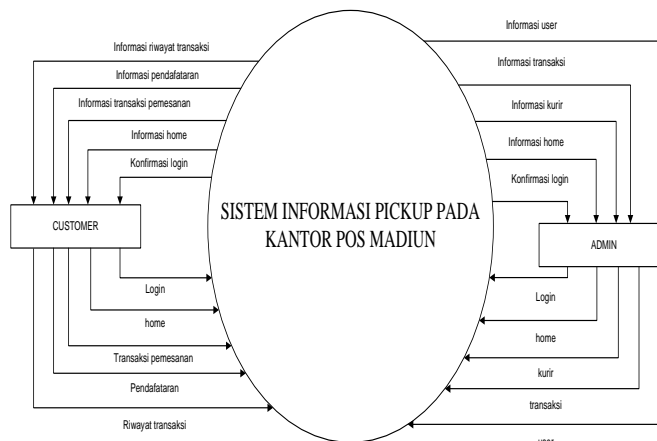 Informasi user
Informasi riwayat transaksi
Informasi transaksi
Informasi pendafataran
Informasi transaksi pemesanan
Informasi kurir
Informasi home
Informasi home
Konfirmasi login
Konfirmasi login
SISTEM INFORMASI PICKUP PADA
KANTOR POS MADIUN
CUSTOMER
ADMIN
Login
Login
home
home
Transaksi pemesanan
kurir
Pendafataran
transaksi
Riwayat transaksi
user